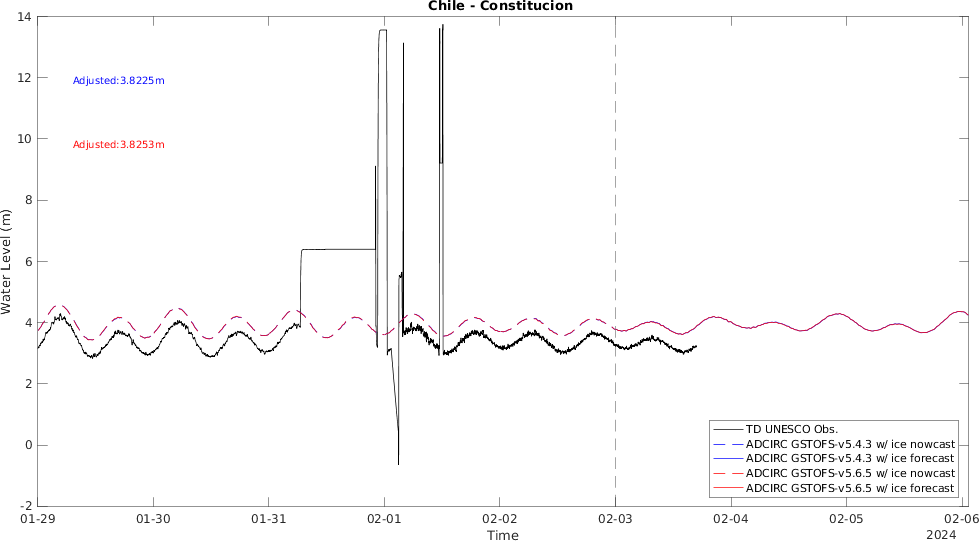 Chile - Constitucion
14
12
10
8
6
4
2
0
-2
Water Level (m)
Adjusted:3.8225m
Adjusted:3.8253m
TD UNESCO Obs.
ADCIRC GSTOFS-v5.4.3 w/ ice nowcast
ADCIRC GSTOFS-v5.4.3 w/ ice forecast
ADCIRC GSTOFS-v5.6.5 w/ ice nowcast
ADCIRC GSTOFS-v5.6.5 w/ ice forecast
01-29 01-30 01-31 02-01 02-02 02-03 02-04 02-05 02-06
Time
2024